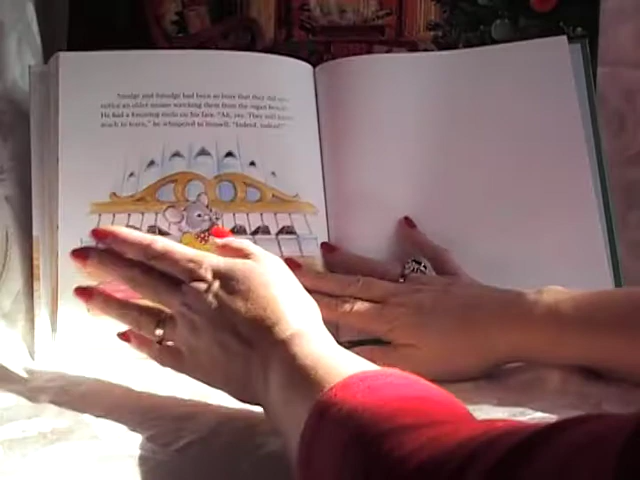 Smidge and Smudge had been so busy that they did not
notice an older mouse watching them from the organ bench.
He had a knowing smile on his face. "Ah, yes. They still have
much to learn," he whispered to himself. "Indeed, indeed!"